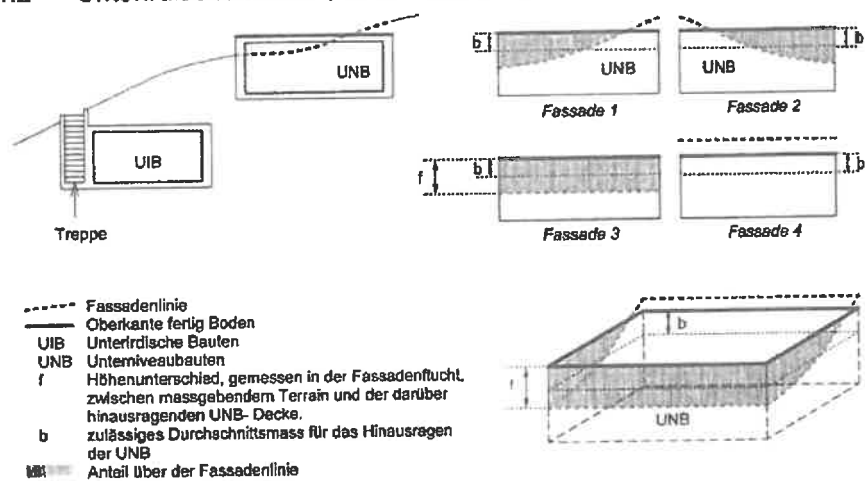 UNB
UIB
Treppe
b
UNB
Fassade 1
b
UNB
Fassade 2
f
b
Fassade 3
b
Fassade 4
Fassadenlinie
Oberkante fertig Boden
UIB Unterirdische Bauten
UNB Unterniveaubauten
f Höhenunterschied, gemessen in der Fassadenflucht,
zwischen massgebendem Terrain und der darüber
hinausragenden UNB- Decke.
b zulässiges Durchschnittsmass für das Hinausragen
der UNB
Anteil über der Fassadenlinie
b
f
UNB